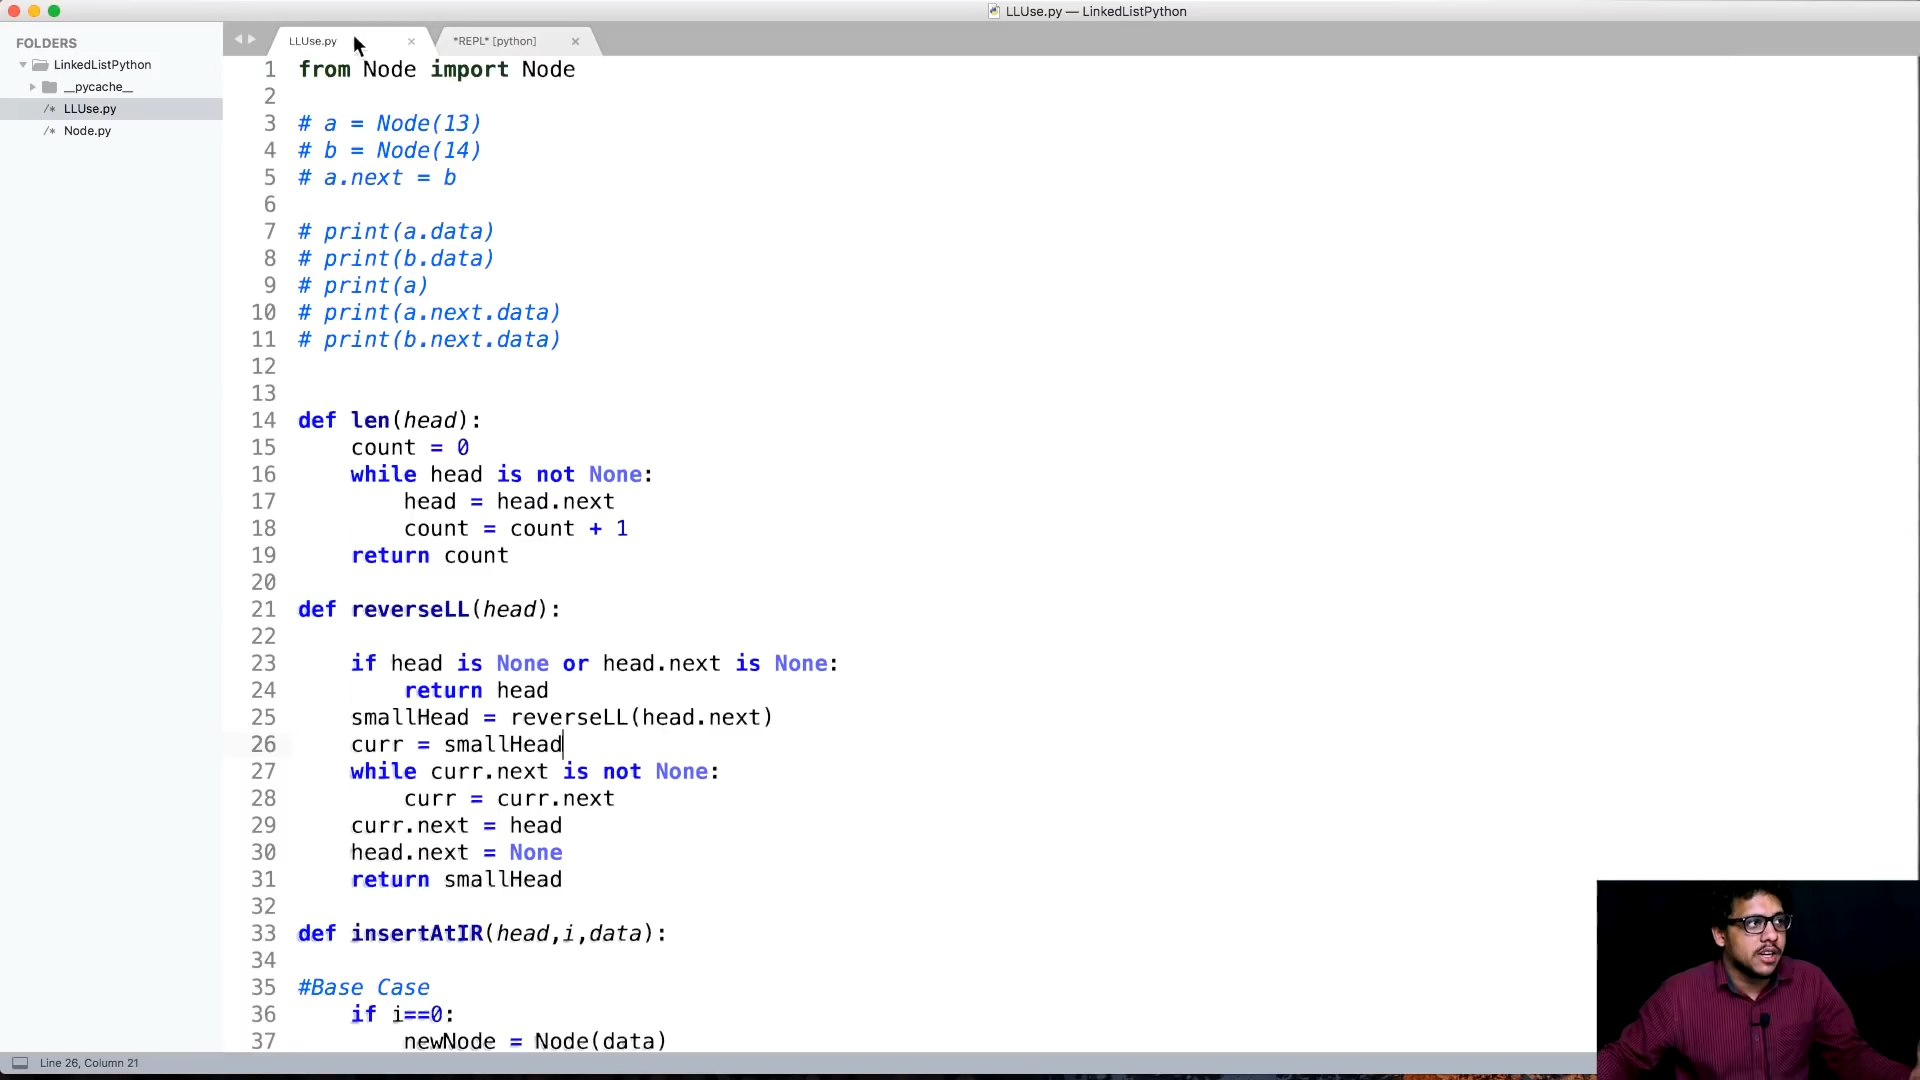 LLUse.py — LinkedListPython
FOLDERS
LinkedListPython
__pycache__
/* LLUse.py
/* Node.py
LLUse.py ×
*REPL* [python] ×
1 from Node import Node
2
3 # a = Node(13)
4 # b = Node(14)
5 # a.next = b
6
7 # print(a.data)
8 # print(b.data)
9 # print(a)
10 # print(a.next.data)
11 # print(b.next.data)
12
13
14 def len(head):
15     count = 0
16     while head is not None:
17         head = head.next
18         count = count + 1
19     return count
20
21 def reverseLL(head):
22
23     if head is None or head.next is None:
24         return head
25     smallHead = reverseLL(head.next)
26     curr = smallHead
27     while curr.next is not None:
28         curr = curr.next
29     curr.next = head
30     head.next = None
31     return smallHead
32
33 def insertAtIR(head,i,data):
34
35 #Base Case
36     if i==0:
37         newNode = Node(data)
Line 26, Column 21